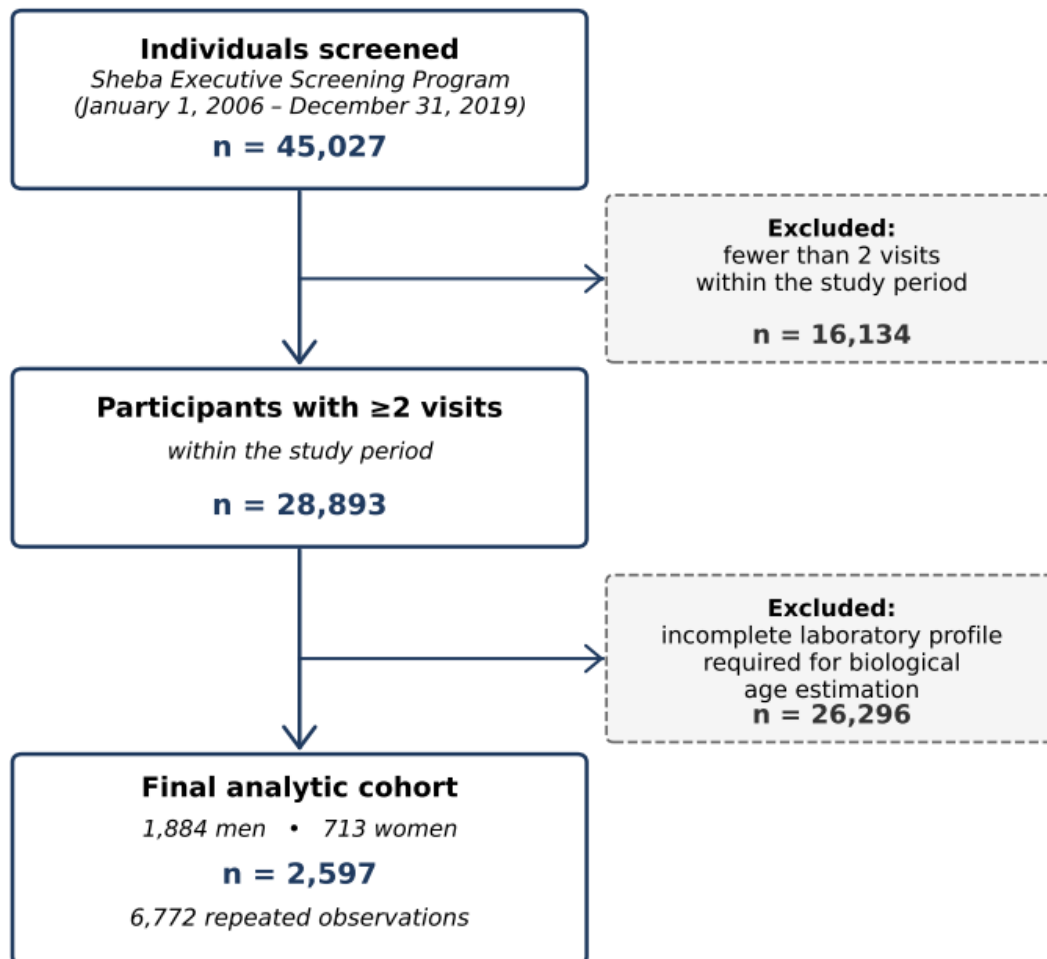 Individuals screened
Sheba Executive Screening Program
(January 1, 2006 – December 31, 2019)
n = 45,027
Excluded:
fewer than 2 visits
within the study period
n = 16,134
Participants with ≥2 visits
within the study period
n = 28,893
Excluded:
incomplete laboratory profile
required for biological
age estimation
n = 26,296
Final analytic cohort
1,884 men • 713 women
n = 2,597
6,772 repeated observations